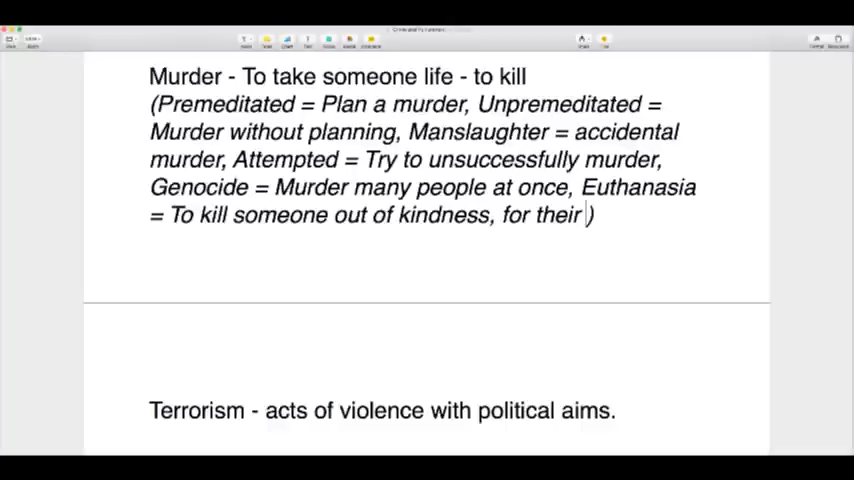 Murder - To take someone life - to kill
(Premeditated = Plan a murder, Unpremeditated =
Murder without planning, Manslaughter = accidental
murder, Attempted = Try to unsuccessfully murder,
Genocide = Murder many people at once, Euthanasia
= To kill someone out of kindness, for their )
Terrorism - acts of violence with political aims.